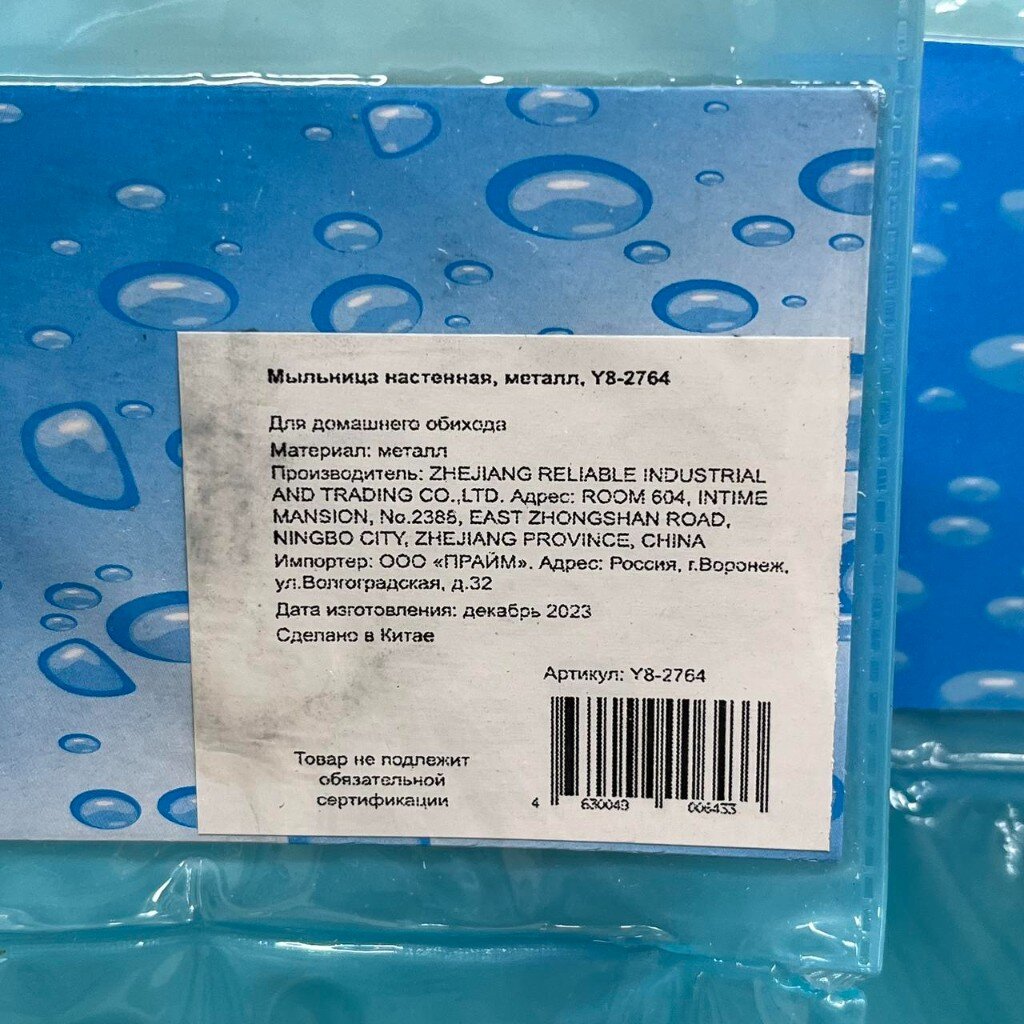 Мыльница настенная, металл, Y8-2764
Для домашнего обихода
Материал: металл
Производитель: ZHEJIANG RELIABLE INDUSTRIAL
AND TRADING CO.,LTD. Адрес: ROOM 604, INTIME
MANSION, No.2388, EAST ZHONGSHAN ROAD,
NINGBO CITY, ZHEJIANG PROVINCE, CHINA
Импортер: ООО «ПРАЙМ». Адрес: Россия, г.Воронеж,
ул.Волгоградская, д.32
Дата изготовления: декабрь 2023
Сделано в Китае
Артикул: Y8-2764
Товар не подлежит
обязательной
сертификации
4 630043 006433